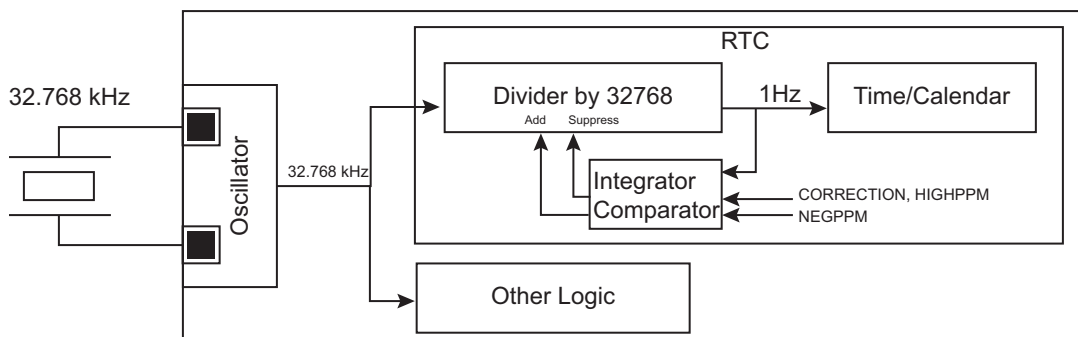 RTC
32.768 kHz
Divider by 32768
Add Suppress
1Hz
Time/Calendar
Oscillator
32.768 kHz
Integrator
Comparator
CORRECTION, HIGHPPM
NEGPPM
Other Logic